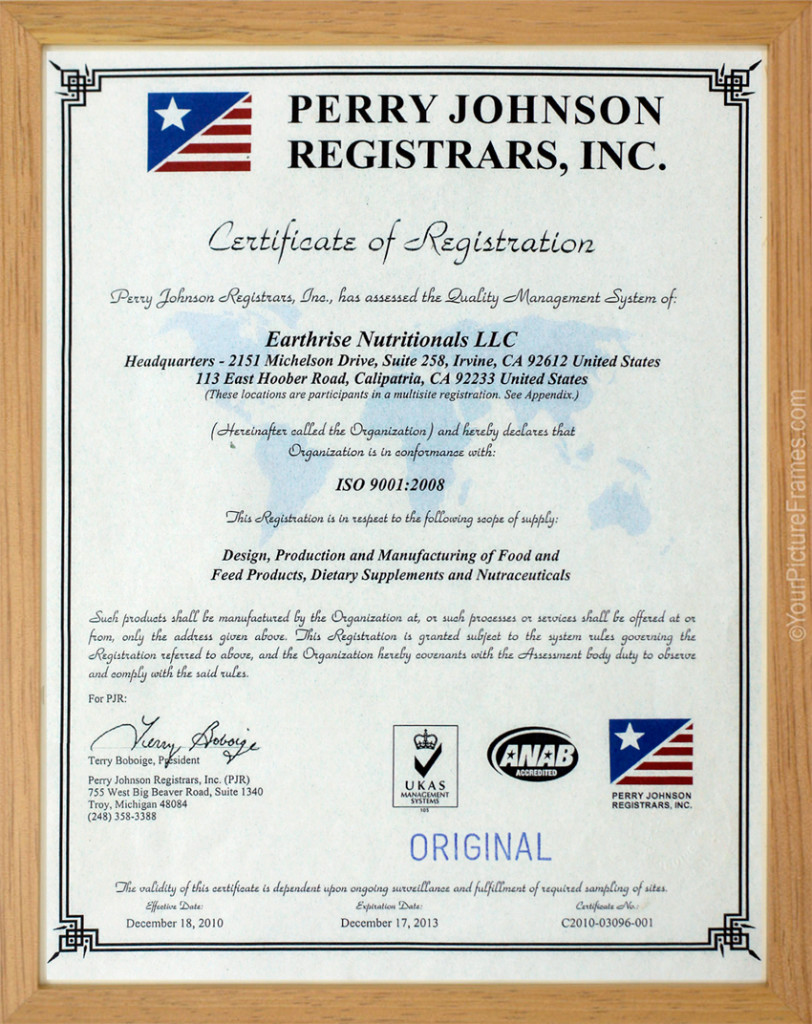 PERRY JOHNSON
REGISTRARS, INC.
Certificate of Registration
Perry Johnson Registrars, Inc., has assessed the Quality Management System of:
Earthrise Nutritionals LLC
Headquarters - 2151 Michelson Drive, Suite 258, Irvine, CA 92612 United States
113 East Hoober Road, Calipatria, CA 92233 United States
(These locations are participants in a multisite registration. See Appendix.)
(Hereinafter called the Organization) and hereby declares that
Organization is in conformance with:
ISO 9001:2008
This Registration is in respect to the following scope of supply:
Design, Production and Manufacturing of Food and
Feed Products, Dietary Supplements and Nutraceuticals
Such products shall be manufactured by the Organization at, or such processes or services shall be offered at or
from, only the address given above. This Registration is granted subject to the system rules governing the
Registration referred to above, and the Organization hereby covenants with the Assessment body duty to observe
and comply with the said rules.
For PJR:
Terry Boboige
Terry Boboige, President
Perry Johnson Registrars, Inc. (PJR)
755 West Big Beaver Road, Suite 1340
Troy, Michigan 48084
(248) 358-3388
UKAS
MANAGEMENT
SYSTEMS
ANAB
ACCREDITED
PERRY JOHNSON
REGISTRARS, INC.
ORIGINAL
The validity of this certificate is dependent upon ongoing surveillance and fulfillment of required sampling of sites.
Effective Date: Expiration Date: Certificate No.:
December 18, 2010 December 17, 2013 C2010-03096-001
©YourPictureFrames.com